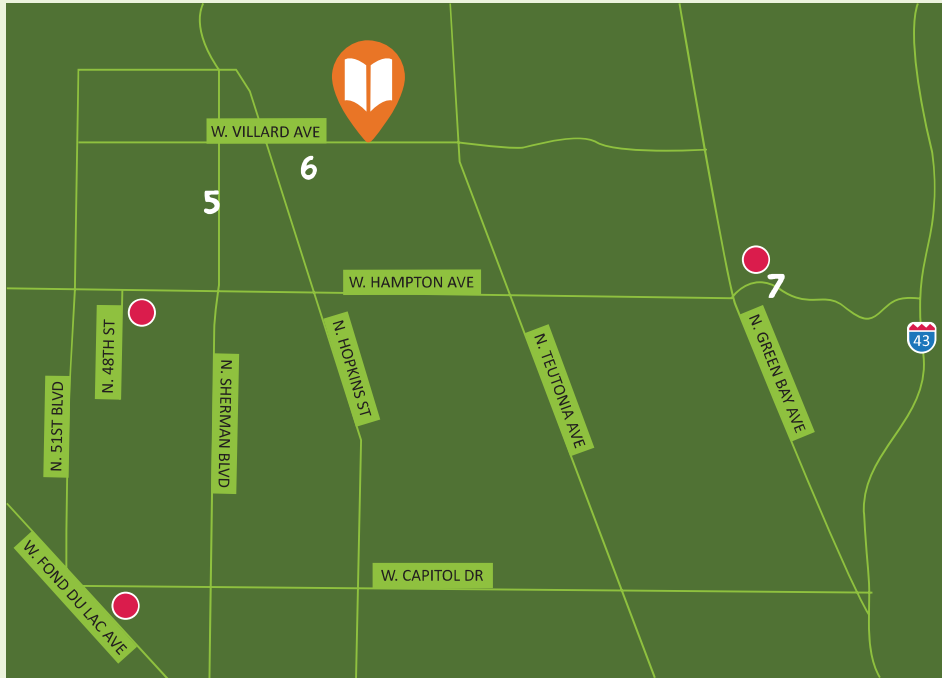 W. VILLARD AVE
6
5
W. HAMPTON AVE
7
N. 48TH ST
N. HOPKINS ST
N. TEUTONIA AVE
N. GREEN BAY AVE
43
N. 51ST BLVD
N. SHERMAN BLVD
W. FOND DU LAC AVE
W. CAPITOL DR